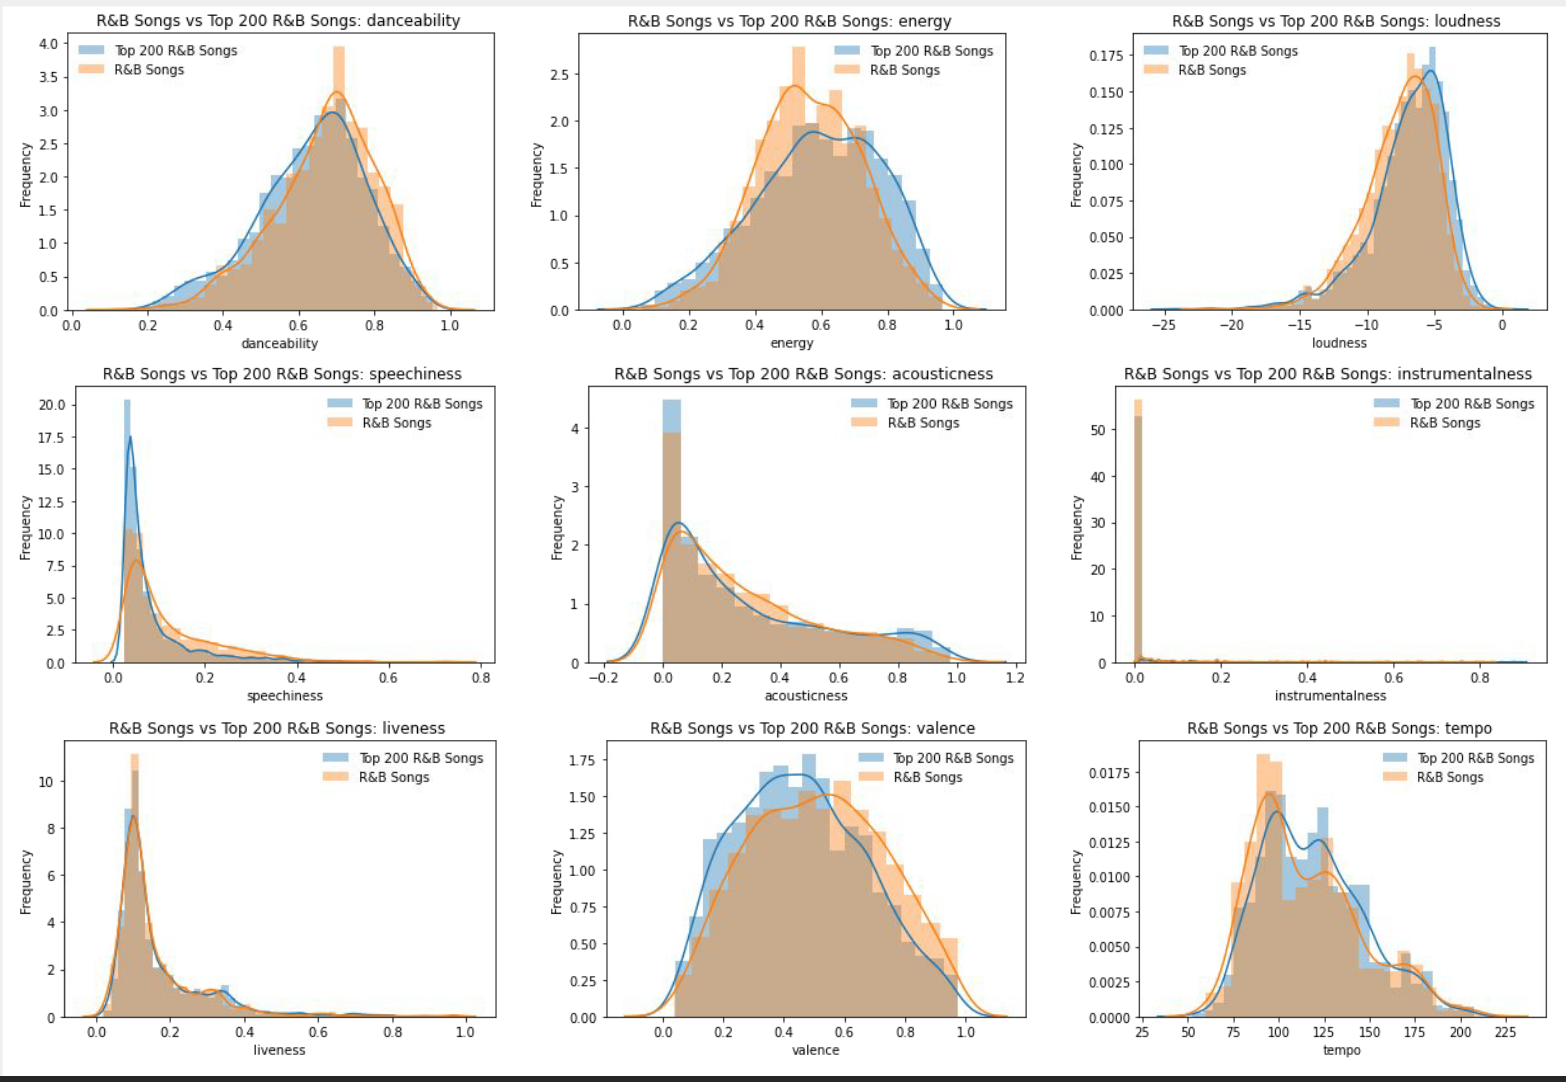 R&B Songs vs Top 200 R&B Songs: danceability
Top 200 R&B Songs
R&B Songs
4.0
3.5
3.0
2.5
2.0
1.5
1.0
0.5
0.0
Frequency
0.0 0.2 0.4 0.6 0.8 1.0
danceability
R&B Songs vs Top 200 R&B Songs: energy
Top 200 R&B Songs
R&B Songs
2.5
2.0
1.5
1.0
0.5
0.0
Frequency
0.0 0.2 0.4 0.6 0.8 1.0
energy
R&B Songs vs Top 200 R&B Songs: loudness
Top 200 R&B Songs
R&B Songs
0.175
0.150
0.125
0.100
0.075
0.050
0.025
0.000
Frequency
−25 −20 −15 −10 −5 0
loudness
R&B Songs vs Top 200 R&B Songs: speechiness
Top 200 R&B Songs
R&B Songs
20.0
17.5
15.0
12.5
10.0
7.5
5.0
2.5
0.0
Frequency
0.0 0.2 0.4 0.6 0.8
speechiness
R&B Songs vs Top 200 R&B Songs: acousticness
Top 200 R&B Songs
R&B Songs
4
3
2
1
0
Frequency
−0.2 0.0 0.2 0.4 0.6 0.8 1.0 1.2
acousticness
R&B Songs vs Top 200 R&B Songs: instrumentalness
Top 200 R&B Songs
R&B Songs
50
40
30
20
10
0
Frequency
0.0 0.2 0.4 0.6 0.8
instrumentalness
R&B Songs vs Top 200 R&B Songs: liveness
Top 200 R&B Songs
R&B Songs
10
8
6
4
2
0
Frequency
0.0 0.2 0.4 0.6 0.8 1.0
liveness
R&B Songs vs Top 200 R&B Songs: valence
Top 200 R&B Songs
R&B Songs
1.75
1.50
1.25
1.00
0.75
0.50
0.25
0.00
Frequency
0.0 0.2 0.4 0.6 0.8 1.0
valence
R&B Songs vs Top 200 R&B Songs: tempo
Top 200 R&B Songs
R&B Songs
0.0175
0.0150
0.0125
0.0100
0.0075
0.0050
0.0025
0.0000
Frequency
25 50 75 100 125 150 175 200 225
tempo